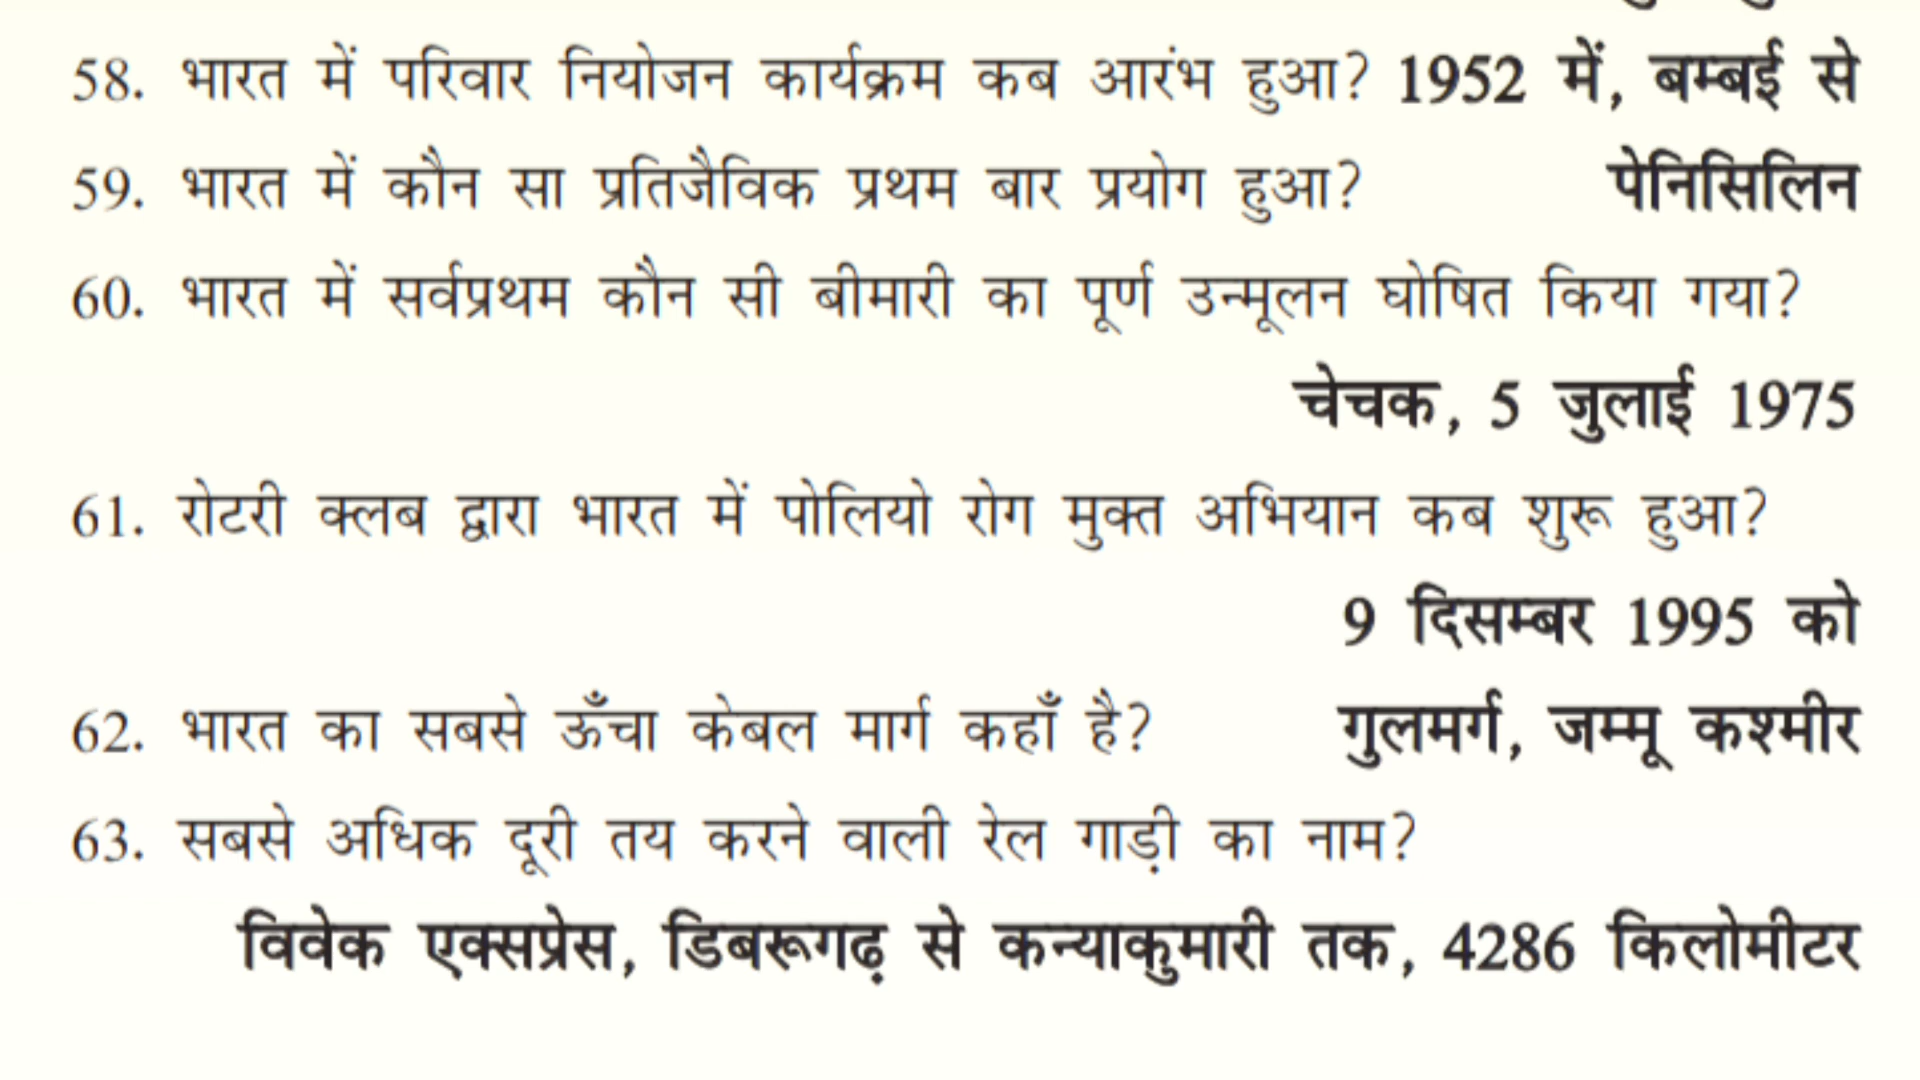 58. भारत में परिवार नियोजन कार्यक्रम कब आरंभ हुआ? 1952 में, बम्बई से
59. भारत में कौन सा प्रतिजैविक प्रथम बार प्रयोग हुआ? पेनिसिलिन
60. भारत में सर्वप्रथम कौन सी बीमारी का पूर्ण उन्मूलन घोषित किया गया?
चेचक, 5 जुलाई 1975
61. रोटरी क्लब द्वारा भारत में पोलियो रोग मुक्त अभियान कब शुरू हुआ?
9 दिसम्बर 1995 को
62. भारत का सबसे ऊँचा केबल मार्ग कहाँ है? गुलमर्ग, जम्मू कश्मीर
63. सबसे अधिक दूरी तय करने वाली रेल गाड़ी का नाम?
विवेक एक्सप्रेस, डिबरूगढ़ से कन्याकुमारी तक, 4286 किलोमीटर